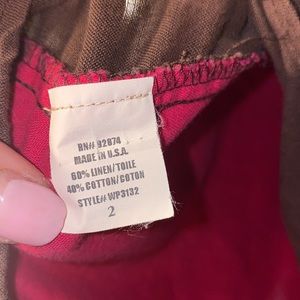 RN# 92874
MADE IN U.S.A.
60% LINEN/TOILE
40% COTTON/COTON
STYLE# WP3132
2